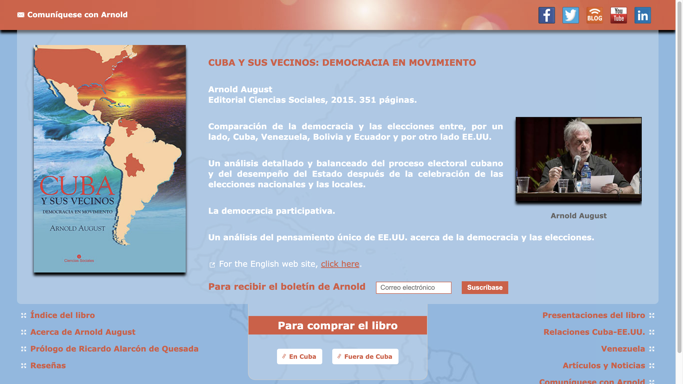 Comuníquese con Arnold
BLOG
You
Tube
CUBA
Y SUS VECINOS
DEMOCRACIA EN MOVIMIENTO
ARNOLD AUGUST
Ciencias Sociales
CUBA Y SUS VECINOS: DEMOCRACIA EN MOVIMIENTO
Arnold August
Editorial Ciencias Sociales, 2015. 351 páginas.
Comparación de la democracia y las elecciones entre, por un
lado, Cuba, Venezuela, Bolivia y Ecuador y por otro lado EE.UU.
Un análisis detallado y balanceado del proceso electoral cubano
y del desempeño del Estado después de la celebración de las
elecciones nacionales y las locales.
La democracia participativa.
Un análisis del pensamiento único de EE.UU. acerca de la democracia y las elecciones.
Arnold August
For the English web site, click here
Para recibir el boletín de Arnold
Correo electrónico
Suscríbase
Índice del libro
Acerca de Arnold August
Prólogo de Ricardo Alarcón de Quesada
Reseñas
Para comprar el libro
En Cuba
Fuera de Cuba
Presentaciones del libro
Relaciones Cuba-EE.UU.
Venezuela
Artículos y Noticias
Comuníquese con Arnold